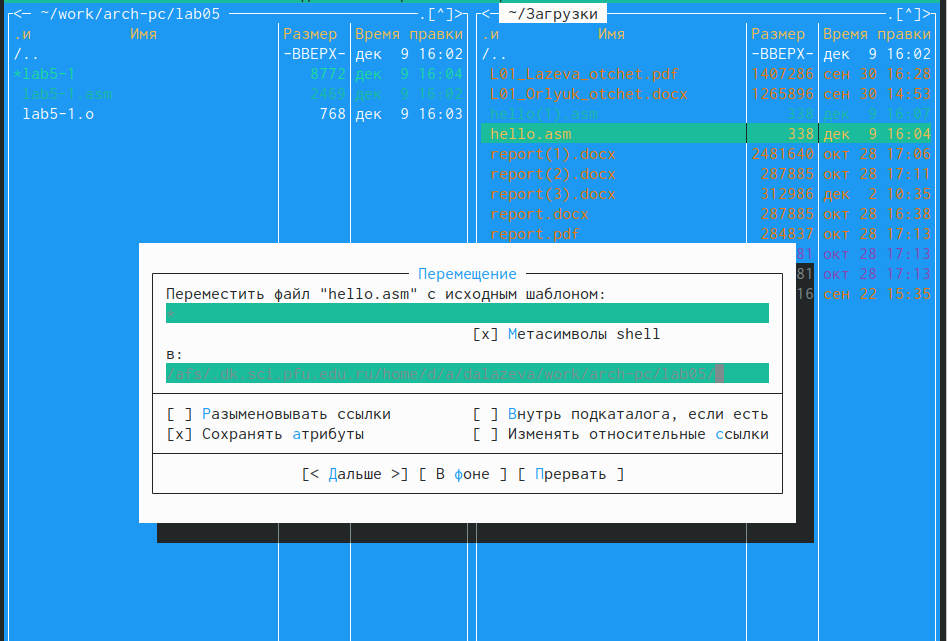 <— ~/work/arch-pc/lab05 .[^]>
.и Имя Размер Время правки
/.. -ВВЕРХ- дек 9 16:02
*lab5-1 8772 дек 9 16:04
lab5-1.asm 2469 дек 9 16:02
lab5-1.o 768 дек 9 16:03
<— ~/Загрузки .[^]>
.и Имя Размер Время правки
/.. -ВВЕРХ- дек 9 16:02
L01_Lazeva_otchet.pdf 1407286 сен 30 16:28
L01_Orlyuk_otchet.docx 1265896 сен 30 14:53
hello(1).asm 338 дек 9 16:07
hello.asm 338 дек 9 16:04
report(1).docx 2481640 окт 28 17:06
report(2).docx 287885 окт 28 17:11
report(3).docx 312986 дек 2 10:35
report.docx 287885 окт 28 16:38
report.pdf 284837 окт 28 17:13
81 окт 28 17:13
81 окт 28 17:13
16 сен 22 15:35
Перемещение
Переместить файл "hello.asm" с исходным шаблоном:
*
[x] Метасимволы shell
в:
/afs/.dk.sci.pfu.edu.ru/home/d/a/dalazeva/work/arch-pc/lab05/
[ ] Разыменовывать ссылки [ ] Внутрь подкаталога, если есть
[x] Сохранять атрибуты [ ] Изменять относительные ссылки
[< Дальше >] [ В фоне ] [ Прервать ]